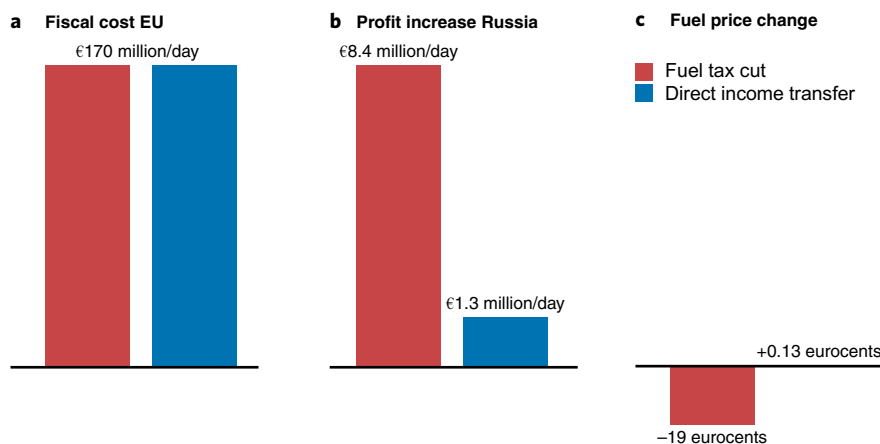 a Fiscal cost EU
€170 million/day
b Profit increase Russia
€8.4 million/day
€1.3 million/day
c Fuel price change
Fuel tax cut
Direct income transfer
+0.13 eurocents
–19 eurocents